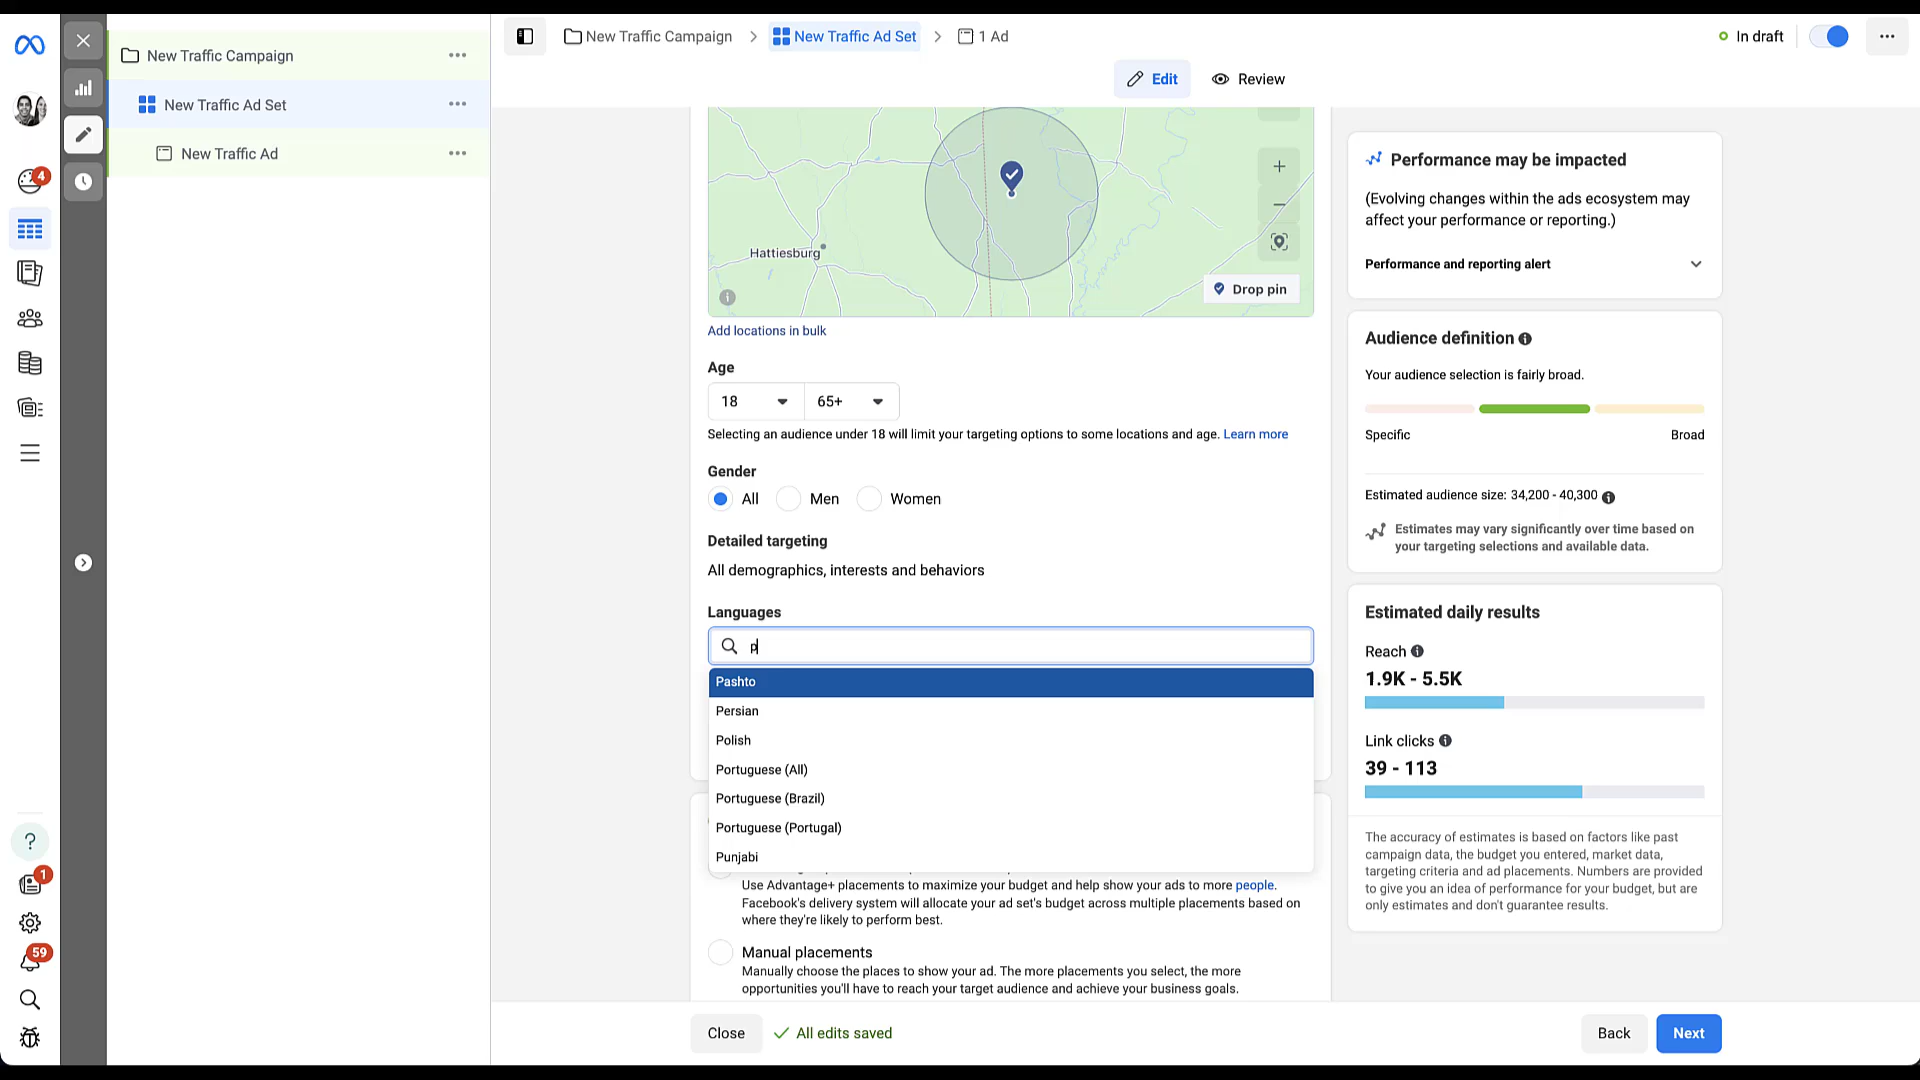 New Traffic Campaign
New Traffic Ad Set
New Traffic Ad
4
1
59
New Traffic Campaign
New Traffic Ad Set
1 Ad
In draft
Edit
Review
Hattiesburg
Drop pin
Add locations in bulk
Age
18
65+
Selecting an audience under 18 will limit your targeting options to some locations and age. Learn more
Gender
All
Men
Women
Detailed targeting
All demographics, interests and behaviors
Languages
p
Pashto
Persian
Polish
Portuguese (All)
Portuguese (Brazil)
Portuguese (Portugal)
Punjabi
Use Advantage+ placements to maximize your budget and help show your ads to more people.
Facebook's delivery system will allocate your ad set's budget across multiple placements based on
where they're likely to perform best.
Manual placements
Manually choose the places to show your ad. The more placements you select, the more
opportunities you'll have to reach your target audience and achieve your business goals.
Close
All edits saved
Back
Next
Performance may be impacted
(Evolving changes within the ads ecosystem may
affect your performance or reporting.)
Performance and reporting alert
Audience definition
Your audience selection is fairly broad.
Specific
Broad
Estimated audience size: 34,200 - 40,300
Estimates may vary significantly over time based on
your targeting selections and available data.
Estimated daily results
Reach
1.9K - 5.5K
Link clicks
39 - 113
The accuracy of estimates is based on factors like past
campaign data, the budget you entered, market data,
targeting criteria and ad placements. Numbers are provided
to give you an idea of performance for your budget, but are
only estimates and don't guarantee results.